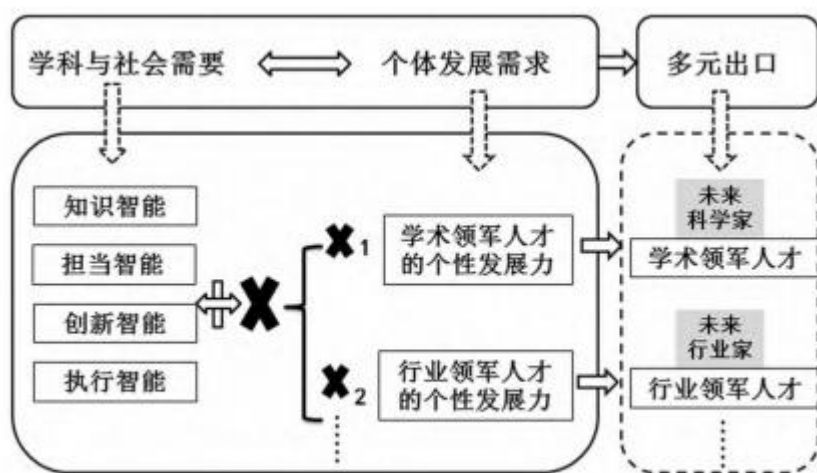 学科与社会需要
个体发展需求
多元出口
知识智能
担当智能
创新智能
执行智能
X
X1
学术领军人才
的个性发展力
X2
行业领军人才
的个性发展力
未来
科学家
学术领军人才
未来
行业家
行业领军人才